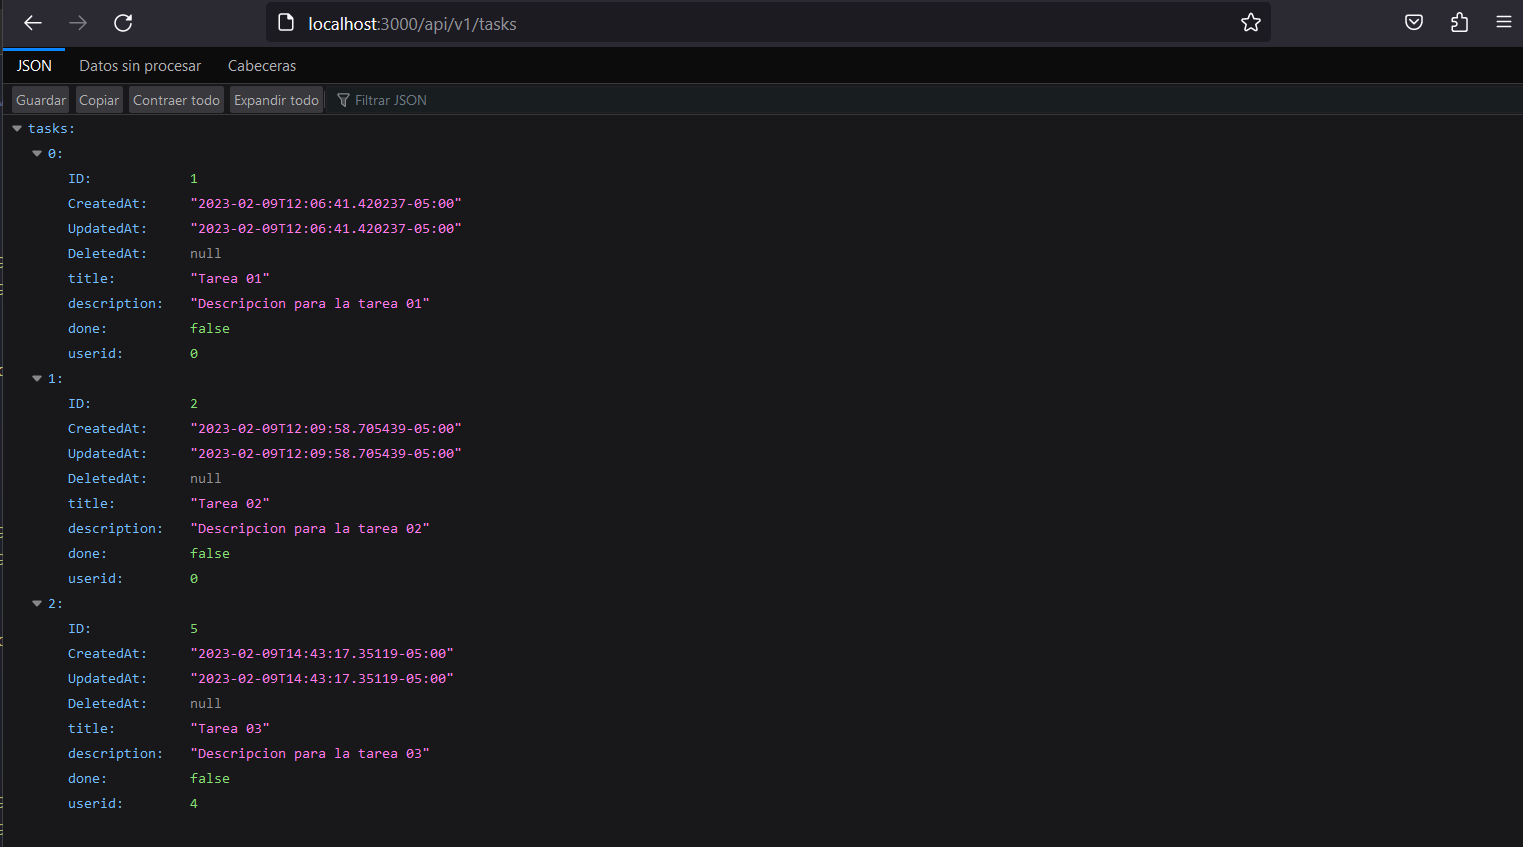 localhost:3000/api/v1/tasks
JSON Datos sin procesar Cabeceras
Guardar Copiar Contraer todo Expandir todo Filtrar JSON
tasks:
0:
ID: 1
CreatedAt: "2023-02-09T12:06:41.420237-05:00"
UpdatedAt: "2023-02-09T12:06:41.420237-05:00"
DeletedAt: null
title: "Tarea 01"
description: "Descripcion para la tarea 01"
done: false
userid: 0
1:
ID: 2
CreatedAt: "2023-02-09T12:09:58.705439-05:00"
UpdatedAt: "2023-02-09T12:09:58.705439-05:00"
DeletedAt: null
title: "Tarea 02"
description: "Descripcion para la tarea 02"
done: false
userid: 0
2:
ID: 5
CreatedAt: "2023-02-09T14:43:17.35119-05:00"
UpdatedAt: "2023-02-09T14:43:17.35119-05:00"
DeletedAt: null
title: "Tarea 03"
description: "Descripcion para la tarea 03"
done: false
userid: 4